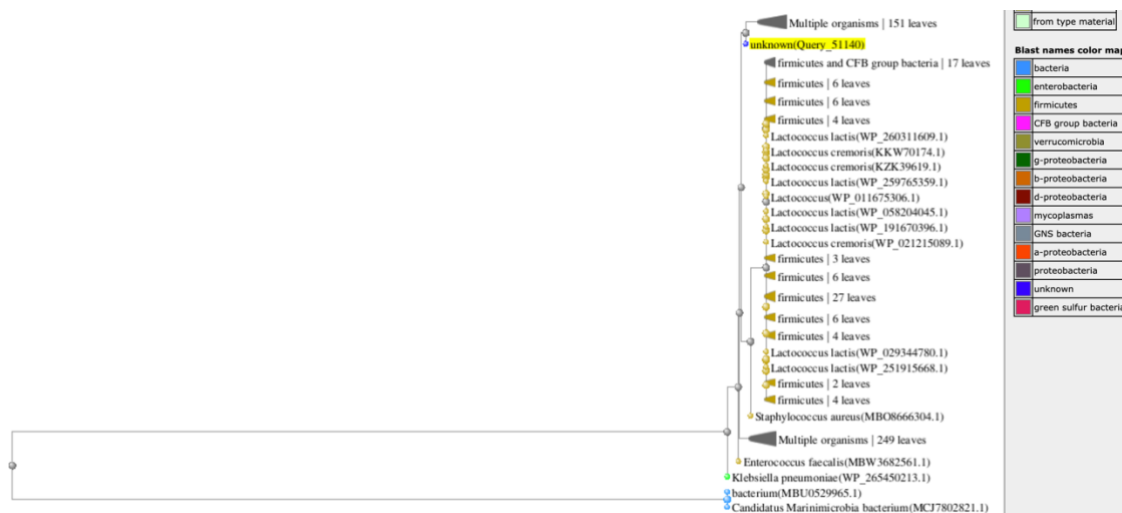 Multiple organisms | 151 leaves
unknown(Query_51140)
firmicutes and CFB group bacteria | 17 leaves
firmicutes | 6 leaves
firmicutes | 6 leaves
firmicutes | 4 leaves
Lactococcus lactis(WP_260311609.1)
Lactococcus cremoris(KKW70174.1)
Lactococcus cremoris(KZK39619.1)
Lactococcus lactis(WP_259765359.1)
Lactococcus(WP_011675306.1)
Lactococcus lactis(WP_058204045.1)
Lactococcus lactis(WP_191670396.1)
Lactococcus cremoris(WP_021215089.1)
firmicutes | 3 leaves
firmicutes | 6 leaves
firmicutes | 27 leaves
firmicutes | 6 leaves
firmicutes | 4 leaves
Lactococcus lactis(WP_029344780.1)
Lactococcus lactis(WP_251915668.1)
firmicutes | 2 leaves
firmicutes | 4 leaves
Staphylococcus aureus(MBO8666304.1)
Multiple organisms | 249 leaves
Enterococcus faecalis(MBW3682561.1)
Klebsiella pneumoniae(WP_265450213.1)
bacterium(MBU0529965.1)
Candidatus Marinimicrobia bacterium(MCJ7802821.1)
from type material
Blast names color map
bacteria
enterobacteria
firmicutes
CFB group bacteria
verrucomicrobia
g-proteobacteria
b-proteobacteria
d-proteobacteria
mycoplasmas
GNS bacteria
a-proteobacteria
proteobacteria
unknown
green sulfur bacteria